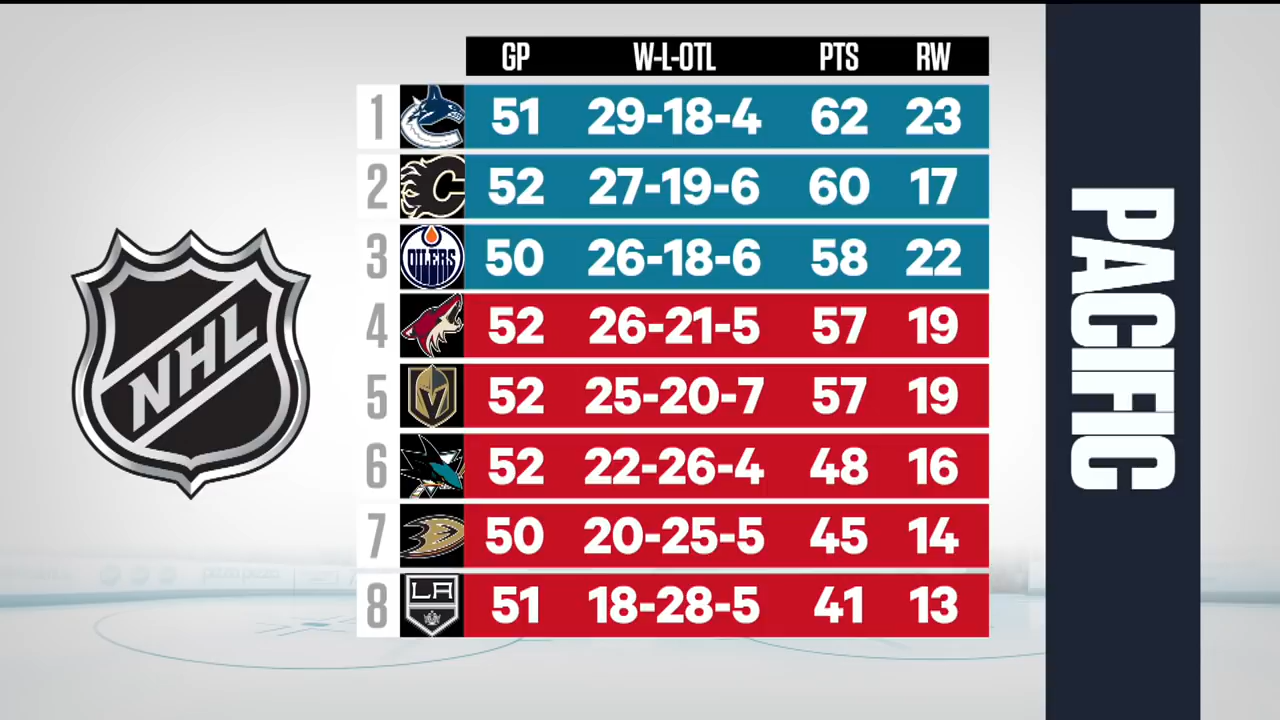 GP W-L-OTL PTS RW
1 51 29-18-4 62 23
2 C 52 27-19-6 60 17
3 OILERS 50 26-18-6 58 22
4 52 26-21-5 57 19
5 52 25-20-7 57 19
6 52 22-26-4 48 16
7 50 20-25-5 45 14
8 LA 51 18-28-5 41 13
NHL
PACIFIC